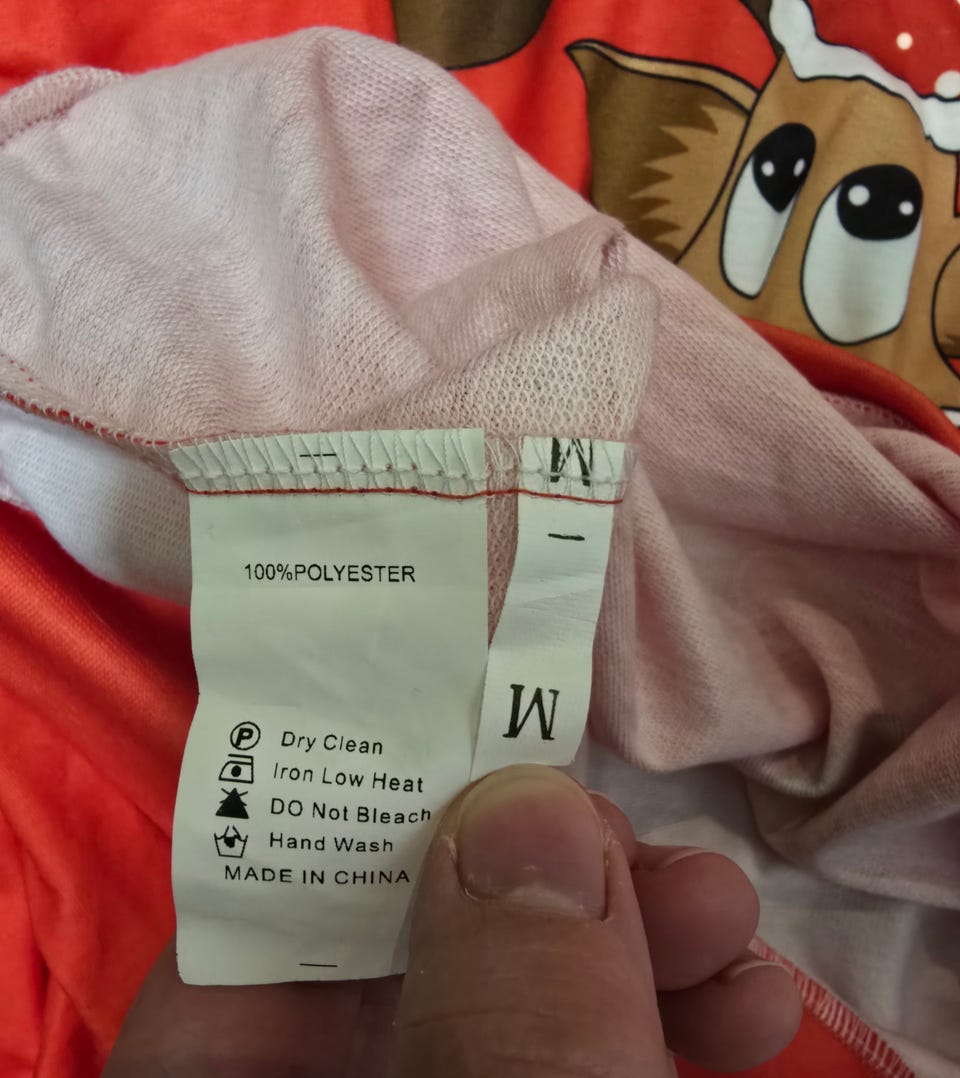 100%POLYESTER
P Dry Clean
Iron Low Heat
DO Not Bleach
Hand Wash
MADE IN CHINA
M
M